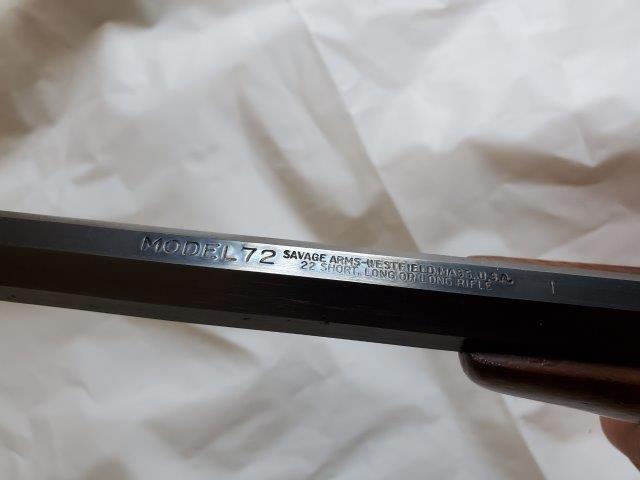 MODEL 72
SAVAGE ARMS-WESTFIELD, MASS., U.S.A.
22 SHORT, LONG OR LONG RIFLE